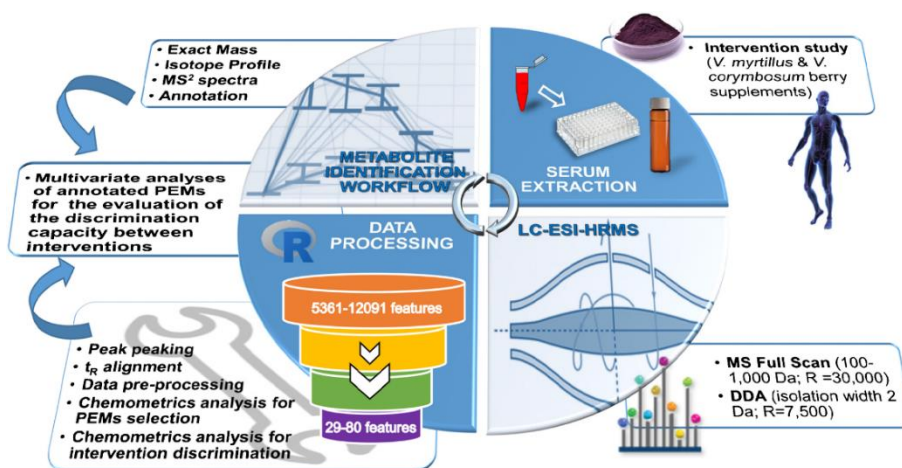 • Exact Mass
• Isotope Profile
• MS² spectra
• Annotation
METABOLITE
IDENTIFICATION
WORKFLOW
SERUM
EXTRACTION
• Intervention study
(V. myrtillus & V.
corymbosum berry
supplements)
• Multivariate analyses
of annotated PEMs
for the evaluation of
the discrimination
capacity between
interventions
R
DATA
PROCESSING
LC-ESI-HRMS
5361-12091 features
29-80 features
• Peak peaking
• tR alignment
• Data pre-processing
• Chemometrics analysis for
PEMs selection
• Chemometrics analysis for
intervention discrimination
• MS Full Scan (100-
1,000 Da; R =30,000)
• DDA (isolation width 2
Da; R=7,500)